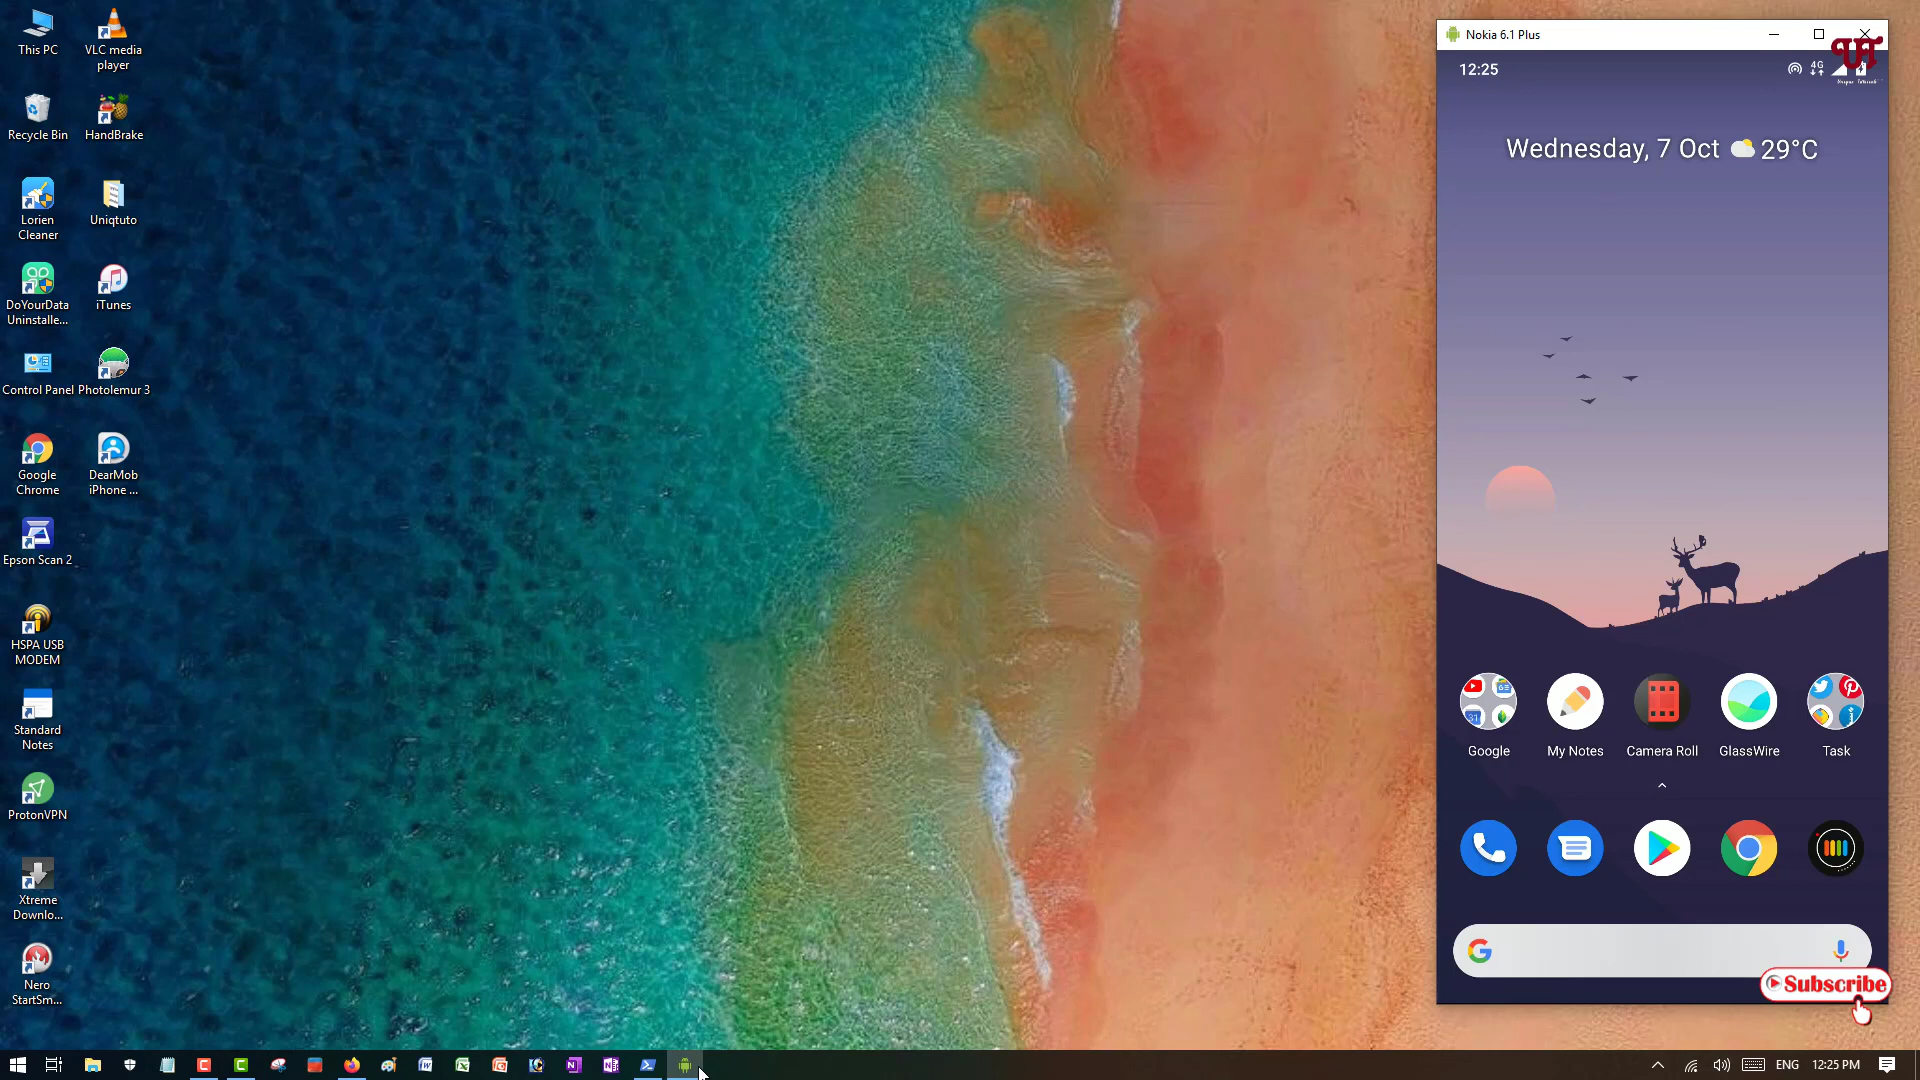 This PC
VLC media
player
Recycle Bin
HandBrake
Lorien
Cleaner
Uniqtuto
DoYourData
Uninstalle...
iTunes
Control Panel
Photolemur 3
Google
Chrome
DearMob
iPhone ...
Epson Scan 2
HSPA USB
MODEM
Standard
Notes
ProtonVPN
Xtreme
Downlo...
Nero
StartSm...
Nokia 6.1 Plus
12:25
4G
Wednesday, 7 Oct 29°C
Google
My Notes
Camera Roll
GlassWire
Task
Subscribe
ENG
12:25 PM